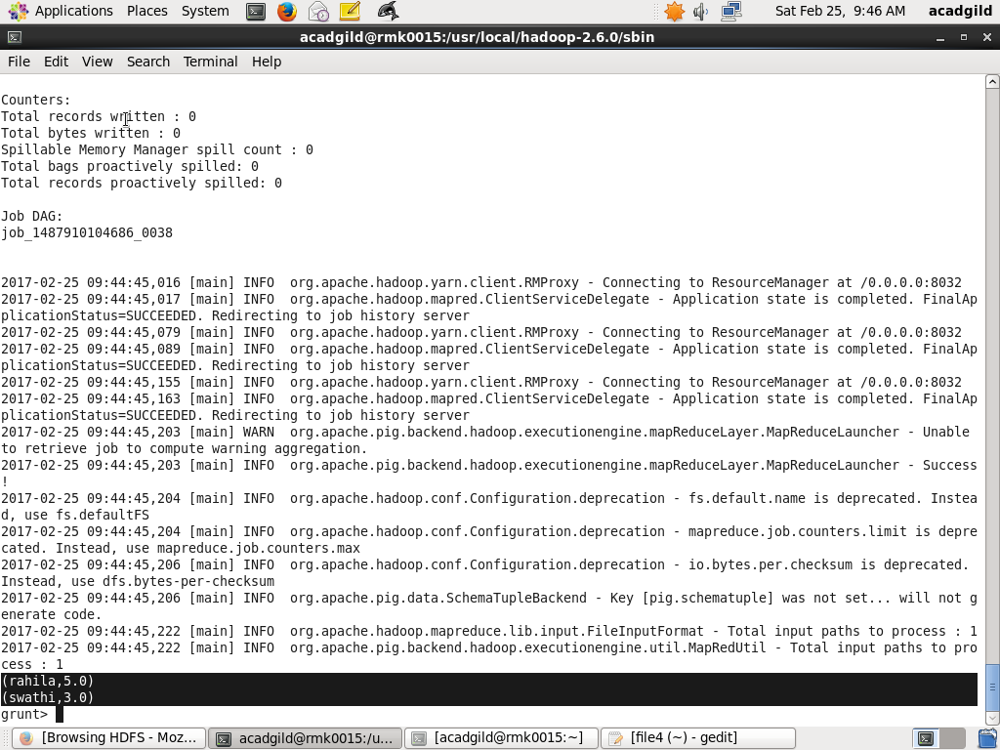 Applications Places System Sat Feb 25, 9:46 AM acadgild
acadgild@rmk0015:/usr/local/hadoop-2.6.0/sbin
File Edit View Search Terminal Help
Counters:
Total records written : 0
Total bytes written : 0
Spillable Memory Manager spill count : 0
Total bags proactively spilled: 0
Total records proactively spilled: 0
Job DAG:
job_1487910104686_0038
2017-02-25 09:44:45,016 [main] INFO  org.apache.hadoop.yarn.client.RMProxy - Connecting to ResourceManager at /0.0.0.0:8032
2017-02-25 09:44:45,017 [main] INFO  org.apache.hadoop.mapred.ClientServiceDelegate - Application state is completed. FinalAp
plicationStatus=SUCCEEDED. Redirecting to job history server
2017-02-25 09:44:45,079 [main] INFO  org.apache.hadoop.yarn.client.RMProxy - Connecting to ResourceManager at /0.0.0.0:8032
2017-02-25 09:44:45,089 [main] INFO  org.apache.hadoop.mapred.ClientServiceDelegate - Application state is completed. FinalAp
plicationStatus=SUCCEEDED. Redirecting to job history server
2017-02-25 09:44:45,155 [main] INFO  org.apache.hadoop.yarn.client.RMProxy - Connecting to ResourceManager at /0.0.0.0:8032
2017-02-25 09:44:45,163 [main] INFO  org.apache.hadoop.mapred.ClientServiceDelegate - Application state is completed. FinalAp
plicationStatus=SUCCEEDED. Redirecting to job history server
2017-02-25 09:44:45,203 [main] WARN  org.apache.pig.backend.hadoop.executionengine.mapReduceLayer.MapReduceLauncher - Unable
to retrieve job to compute warning aggregation.
2017-02-25 09:44:45,203 [main] INFO  org.apache.pig.backend.hadoop.executionengine.mapReduceLayer.MapReduceLauncher - Success
!
2017-02-25 09:44:45,204 [main] INFO  org.apache.hadoop.conf.Configuration.deprecation - fs.default.name is deprecated. Instea
d, use fs.defaultFS
2017-02-25 09:44:45,204 [main] INFO  org.apache.hadoop.conf.Configuration.deprecation - mapreduce.job.counters.limit is depre
cated. Instead, use mapreduce.job.counters.max
2017-02-25 09:44:45,206 [main] INFO  org.apache.hadoop.conf.Configuration.deprecation - io.bytes.per.checksum is deprecated.
Instead, use dfs.bytes-per-checksum
2017-02-25 09:44:45,206 [main] INFO  org.apache.pig.data.SchemaTupleBackend - Key [pig.schematuple] was not set... will not g
enerate code.
2017-02-25 09:44:45,222 [main] INFO  org.apache.hadoop.mapreduce.lib.input.FileInputFormat - Total input paths to process : 1
2017-02-25 09:44:45,222 [main] INFO  org.apache.pig.backend.hadoop.executionengine.util.MapRedUtil - Total input paths to pro
cess : 1
(rahila,5.0)
(swathi,3.0)
grunt>
[Browsing HDFS - Moz... acadgild@rmk0015:/u... [acadgild@rmk0015:~] [file4 (~) - gedit]